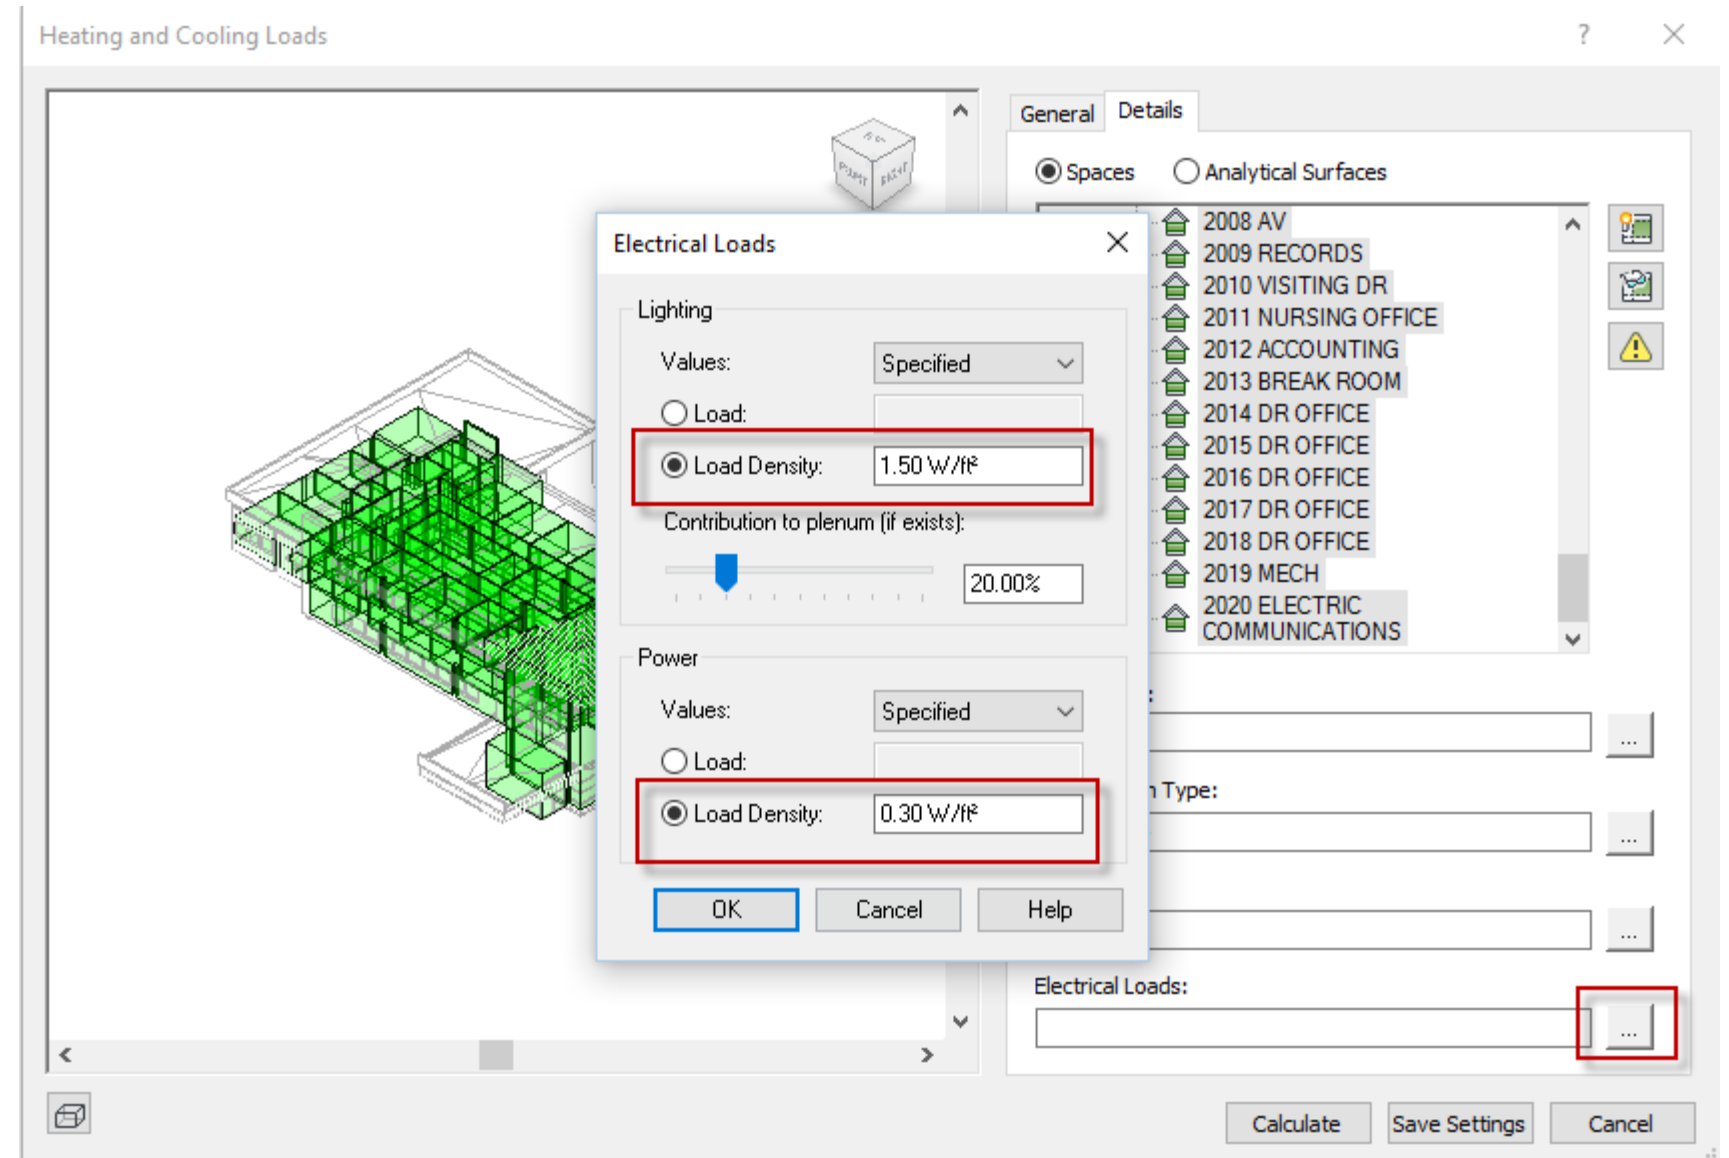 Heating and Cooling Loads
?
General
Details
Spaces
Analytical Surfaces
2008 AV
2009 RECORDS
2010 VISITING DR
2011 NURSING OFFICE
2012 ACCOUNTING
2013 BREAK ROOM
2014 DR OFFICE
2015 DR OFFICE
2016 DR OFFICE
2017 DR OFFICE
2018 DR OFFICE
2019 MECH
2020 ELECTRIC
COMMUNICATIONS
:
...
n Type:
...
...
Electrical Loads:
...
Electrical Loads
Lighting
Values:
Specified
Load:
Load Density:
1.50 W/ft²
Contribution to plenum (if exists):
20.00%
Power
Values:
Specified
Load:
Load Density:
0.30 W/ft²
OK
Cancel
Help
Calculate
Save Settings
Cancel